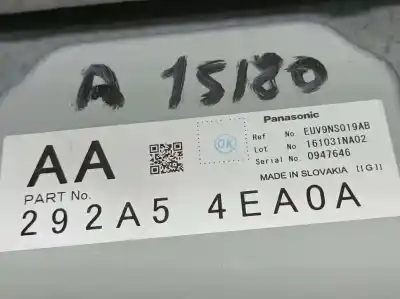 A 15180
Panasonic
AA
OK
Ref No. EUV9NS019AB
Lot No. 161031NA02
Serial No. 0947646
PART No.
MADE IN SLOVAKIA (IG)I
292A5 4EA0A